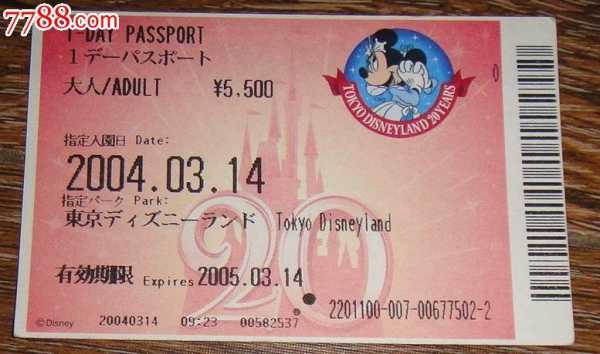 7788.com
1-DAY PASSPORT
1デーパスポート
大人/ADULT ¥5,500
TOKYO DISNEYLAND 20 YEARS
0
指定入園日 Date:
2004.03.14
指定パーク Park:
東京ディズニーランド Tokyo Disneyland
20
有効期限 Expires 2005.03.14
2201100-007-00677502-2
©Disney 20040314 09:23 00582537